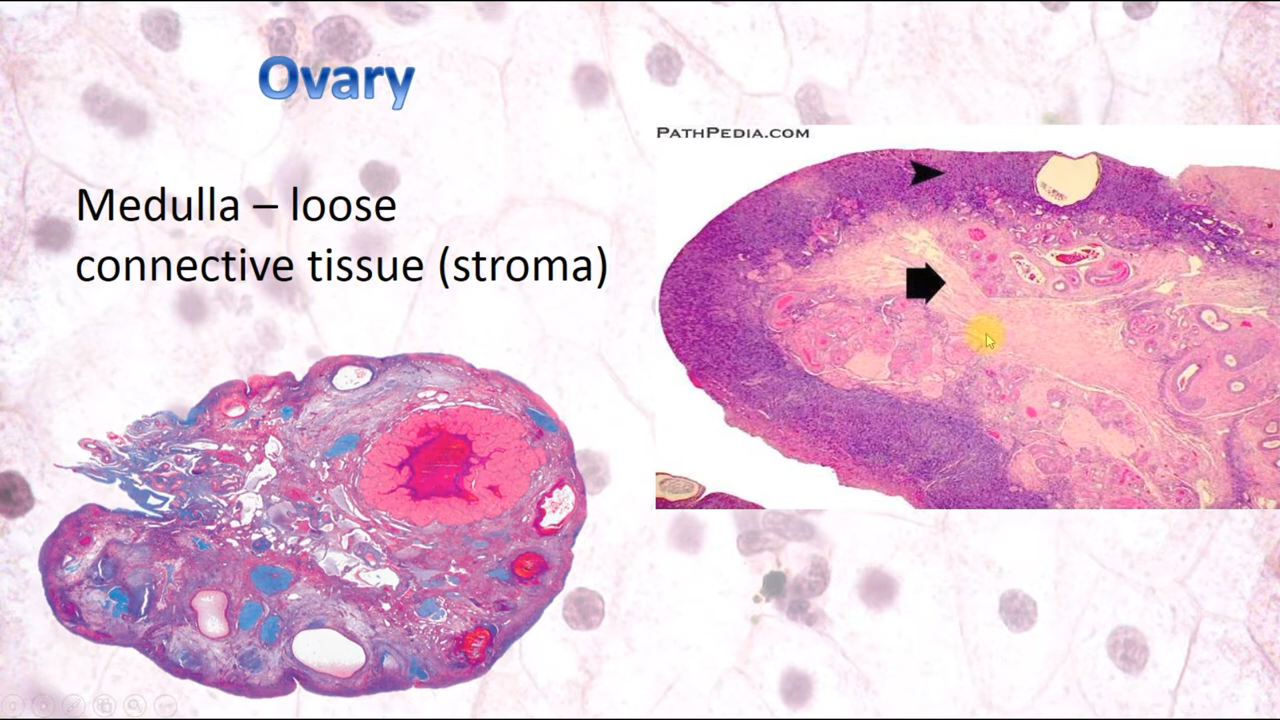 Ovary
Medulla – loose
connective tissue (stroma)
PATHPEDIA.COM